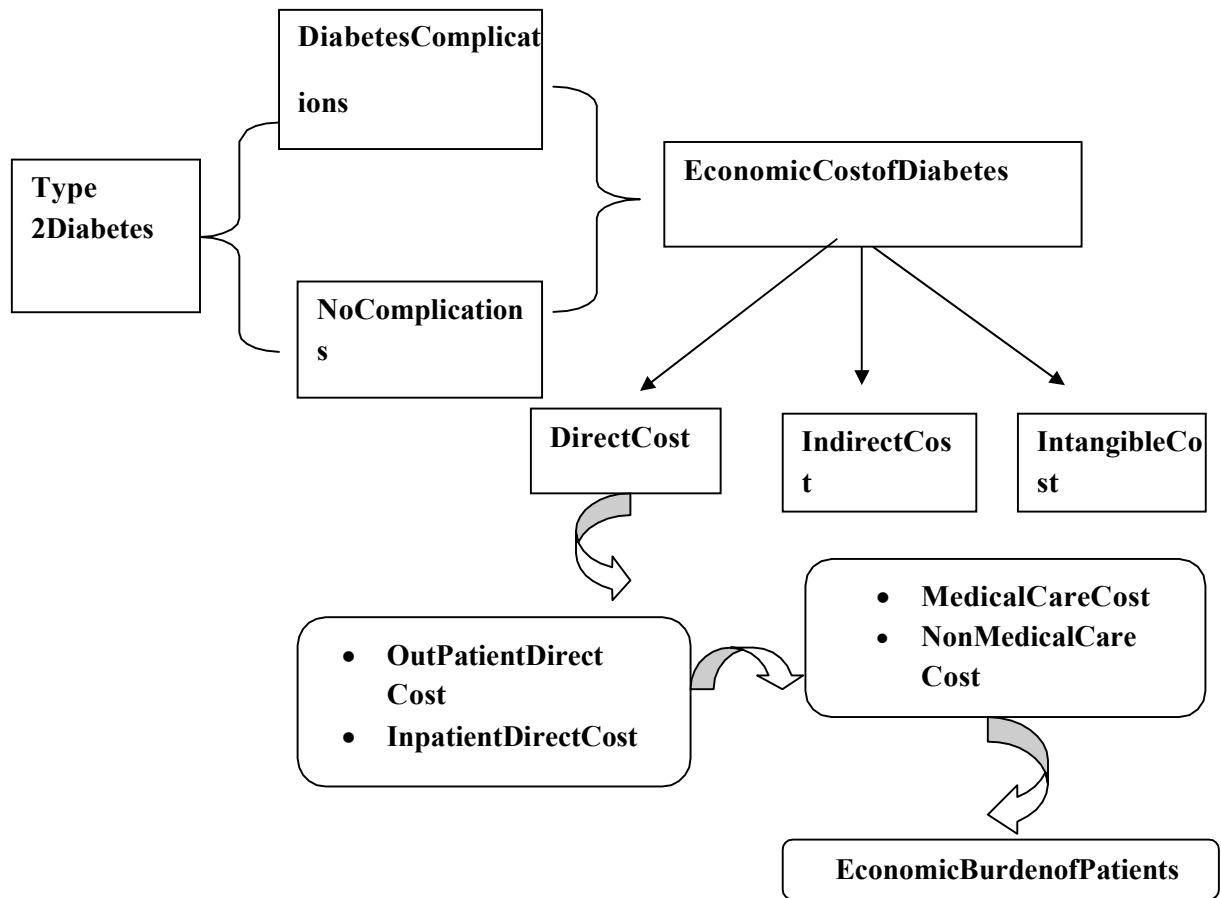 DiabetesComplicat
ions
Type
2Diabetes
EconomicCostofDiabetes
NoComplication
s
DirectCost
IndirectCos
t
IntangibleCo
st
• OutPatientDirect
Cost
• InpatientDirectCost
• MedicalCareCost
• NonMedicalCare
Cost
EconomicBurdenofPatients